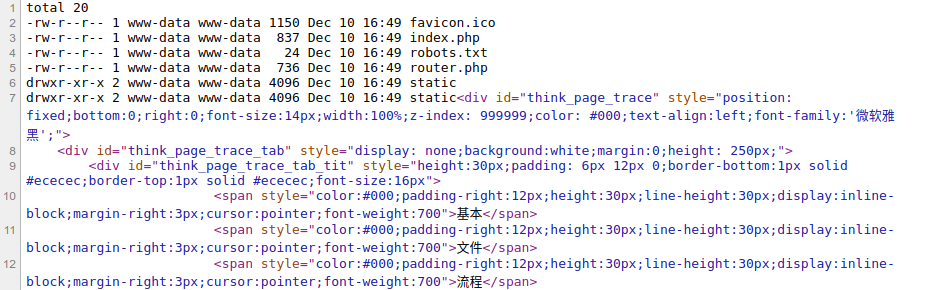 1 total 20
2 -rw-r--r-- 1 www-data www-data 1150 Dec 10 16:49 favicon.ico
3 -rw-r--r-- 1 www-data www-data  837 Dec 10 16:49 index.php
4 -rw-r--r-- 1 www-data www-data   24 Dec 10 16:49 robots.txt
5 -rw-r--r-- 1 www-data www-data  736 Dec 10 16:49 router.php
6 drwxr-xr-x 2 www-data www-data 4096 Dec 10 16:49 static
7 drwxr-xr-x 2 www-data www-data 4096 Dec 10 16:49 static<div id="think_page_trace" style="position:
fixed;bottom:0;right:0;font-size:14px;width:100%;z-index: 999999;color: #000;text-align:left;font-family:'微软雅
黑';">
8     <div id="think_page_trace_tab" style="display: none;background:white;margin:0;height: 250px;">
9         <div id="think_page_trace_tab_tit" style="height:30px;padding: 6px 12px 0;border-bottom:1px solid
#ececec;border-top:1px solid #ececec;font-size:16px">
10                         <span style="color:#000;padding-right:12px;height:30px;line-height:30px;display:inline-
block;margin-right:3px;cursor:pointer;font-weight:700">基本</span>
11                         <span style="color:#000;padding-right:12px;height:30px;line-height:30px;display:inline-
block;margin-right:3px;cursor:pointer;font-weight:700">文件</span>
12                         <span style="color:#000;padding-right:12px;height:30px;line-height:30px;display:inline-
block;margin-right:3px;cursor:pointer;font-weight:700">流程</span>